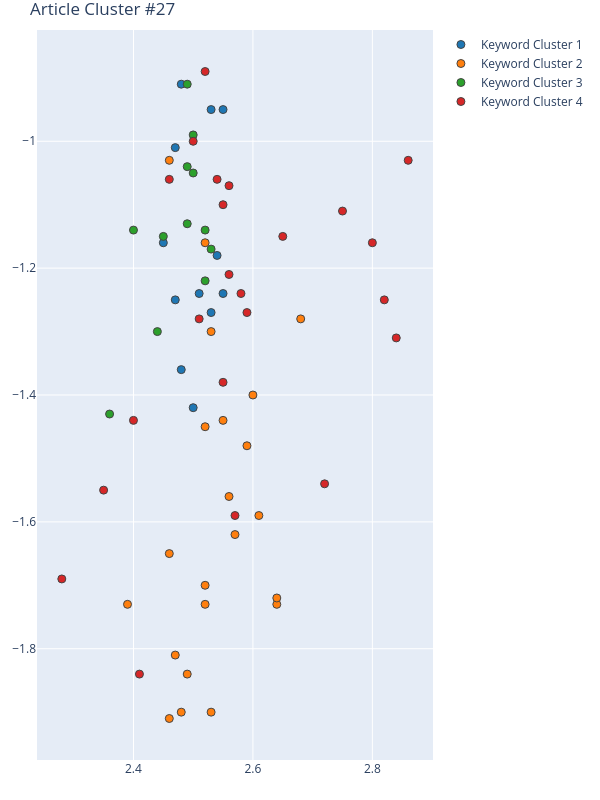 Article Cluster #27
Keyword Cluster 1
Keyword Cluster 2
Keyword Cluster 3
Keyword Cluster 4
−1
−1.2
−1.4
−1.6
−1.8
2.4
2.6
2.8